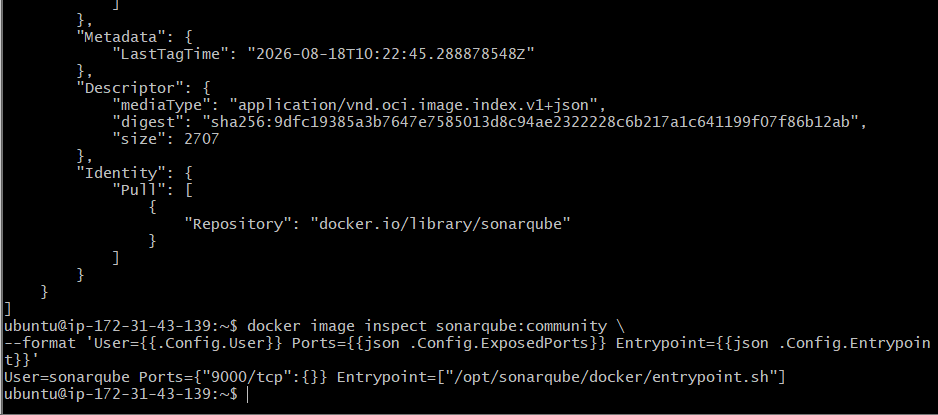 ]
},
"Metadata": {
"LastTagTime": "2026-08-18T10:22:45.288878548Z"
},
"Descriptor": {
"mediaType": "application/vnd.oci.image.index.v1+json",
"digest": "sha256:9dfc19385a3b7647e7585013d8c94ae2322228c6b217a1c641199f07f86b12ab",
"size": 2707
},
"Identity": {
"Pull": [
{
"Repository": "docker.io/library/sonarqube"
}
]
}
}
]
ubuntu@ip-172-31-43-139:~$ docker image inspect sonarqube:community \
--format 'User={{.Config.User}} Ports={{json .Config.ExposedPorts}} Entrypoint={{json .Config.Entrypoin
t}}'
User=sonarqube Ports={"9000/tcp":{}} Entrypoint=["/opt/sonarqube/docker/entrypoint.sh"]
ubuntu@ip-172-31-43-139:~$